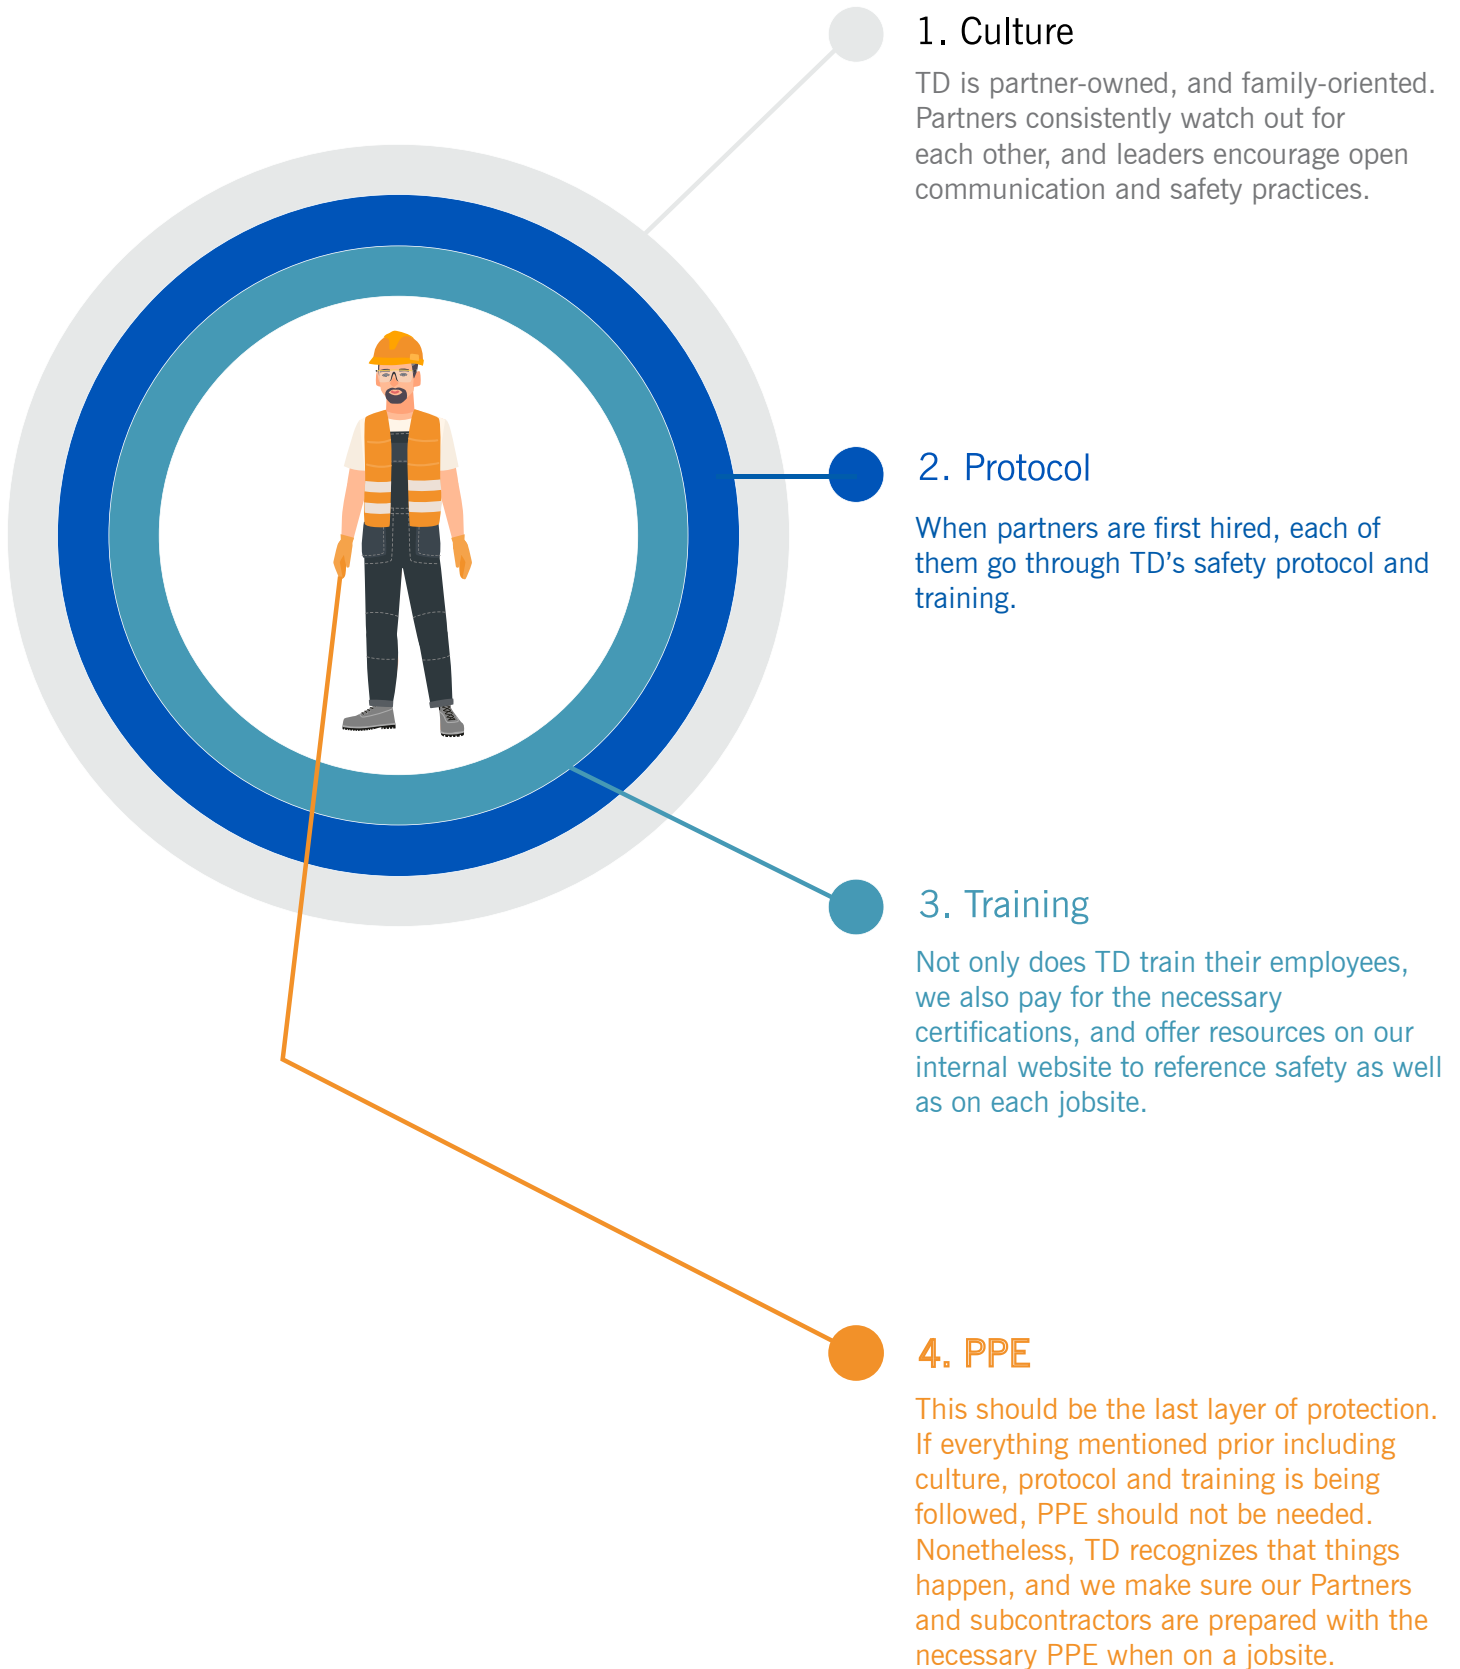 1. Culture
TD is partner-owned, and family-oriented.
Partners consistently watch out for
each other, and leaders encourage open
communication and safety practices.
2. Protocol
When partners are first hired, each of
them go through TD’s safety protocol and
training.
3. Training
Not only does TD train their employees,
we also pay for the necessary
certifications, and offer resources on our
internal website to reference safety as well
as on each jobsite.
4. PPE
This should be the last layer of protection.
If everything mentioned prior including
culture, protocol and training is being
followed, PPE should not be needed.
Nonetheless, TD recognizes that things
happen, and we make sure our Partners
and subcontractors are prepared with the
necessary PPE when on a jobsite.